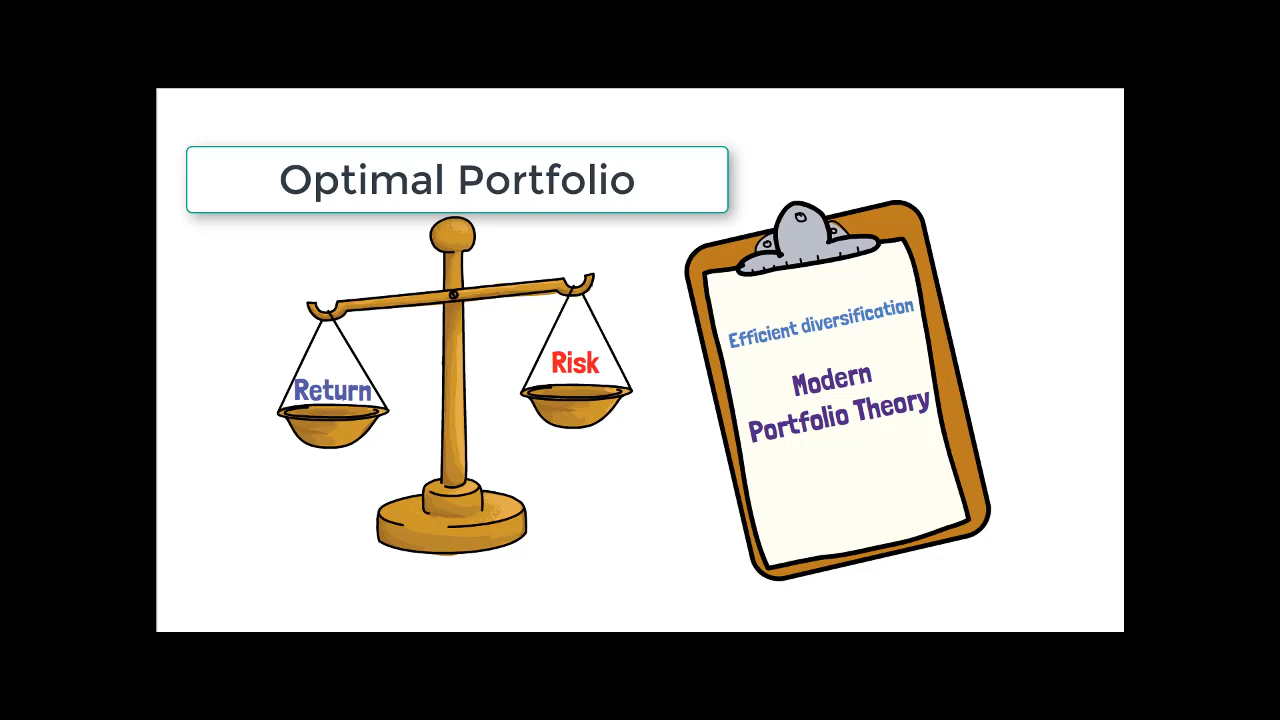 Optimal Portfolio
Return
Risk
Efficient diversification
Modern
Portfolio Theory